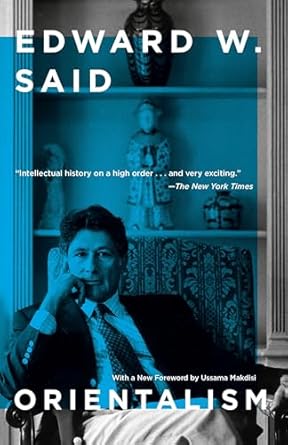 EDWARD W.
SAID
“Intellectual history on a high order . . . and very exciting.”
—The New York Times
With a New Foreword by Ussama Makdisi
ORIENTALISM